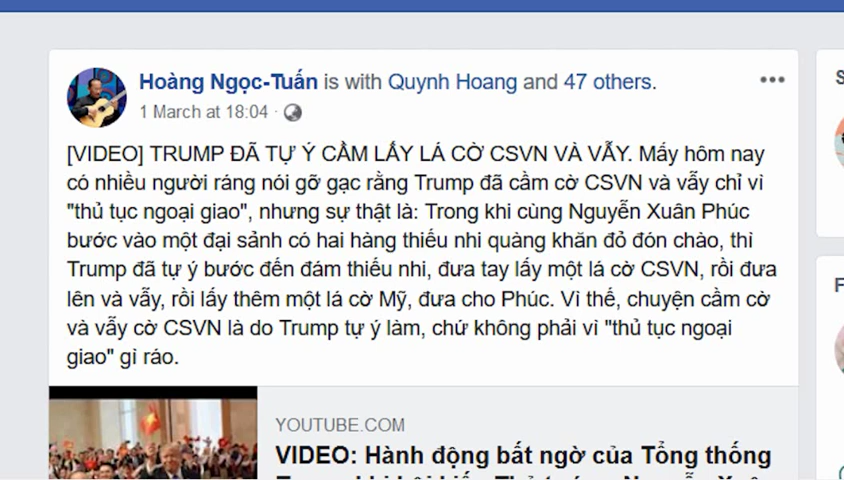 Hoàng Ngọc-Tuấn is with Quynh Hoang and 47 others.
1 March at 18:04
[VIDEO] TRUMP ĐÃ TỰ Ý CẦM LẤY LÁ CỜ CSVN VÀ VẪY. Mấy hôm nay
có nhiều người ráng nói gỡ gạc rằng Trump đã cầm cờ CSVN và vẫy chỉ vì
"thủ tục ngoại giao", nhưng sự thật là: Trong khi cùng Nguyễn Xuân Phúc
bước vào một đại sảnh có hai hàng thiếu nhi quàng khăn đỏ đón chào, thì
Trump đã tự ý bước đến đám thiếu nhi, đưa tay lấy một lá cờ CSVN, rồi đưa
lên và vẫy, rồi lấy thêm một lá cờ Mỹ, đưa cho Phúc. Vì thế, chuyện cầm cờ
và vẫy cờ CSVN là do Trump tự ý làm, chứ không phải vì "thủ tục ngoại
giao" gì ráo.
YOUTUBE.COM
VIDEO: Hành động bất ngờ của Tổng thống